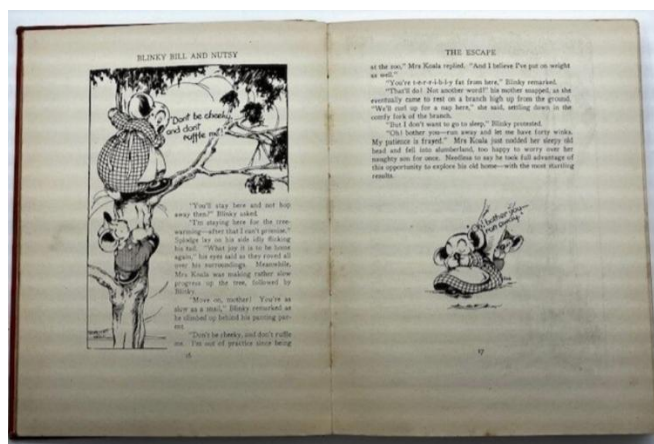 BLINKY BILL AND NUTSY
"Don't be cheeky
and don't
ruffle me!"
"You'll stay here and not hop
away then?" Blinky asked.
"I'm staying here for the tree-
warming—after that I can't promise."
Splodge lay on his side idly flicking
his tail. "What joy it is to be home
again," his eyes said as they roved all
over his surroundings. Meanwhile,
Mrs Koala was making rather slow
progress up the tree, followed by
Blinky.
"Move on, mother! You're as
slow as a snail," Blinky remarked as
he climbed up behind his panting par-
ent.
"Don't be cheeky, and don't ruffle
me. I'm out of practice since being
16
THE ESCAPE
at the zoo," Mrs Koala replied. "And I believe I've put on weight
as well."
"You're t-e-r-r-i-b-l-y fat from here," Blinky remarked.
"That'll do! Not another word!" his mother snapped, as she
eventually came to rest on a branch high up from the ground.
"We'll curl up for a nap here," she said, settling down in the
comfy fork of the branch.
"But I don't want to go to sleep," Blinky protested.
"Oh! bother you—run away and let me have forty winks.
My patience is frayed." Mrs Koala just nodded her sleepy old
head and fell into slumberland, too happy to worry over her
naughty son for once. Needless to say he took full advantage of
this opportunity to explore his old home—with the most startling
results.
bother you—
run away"
17